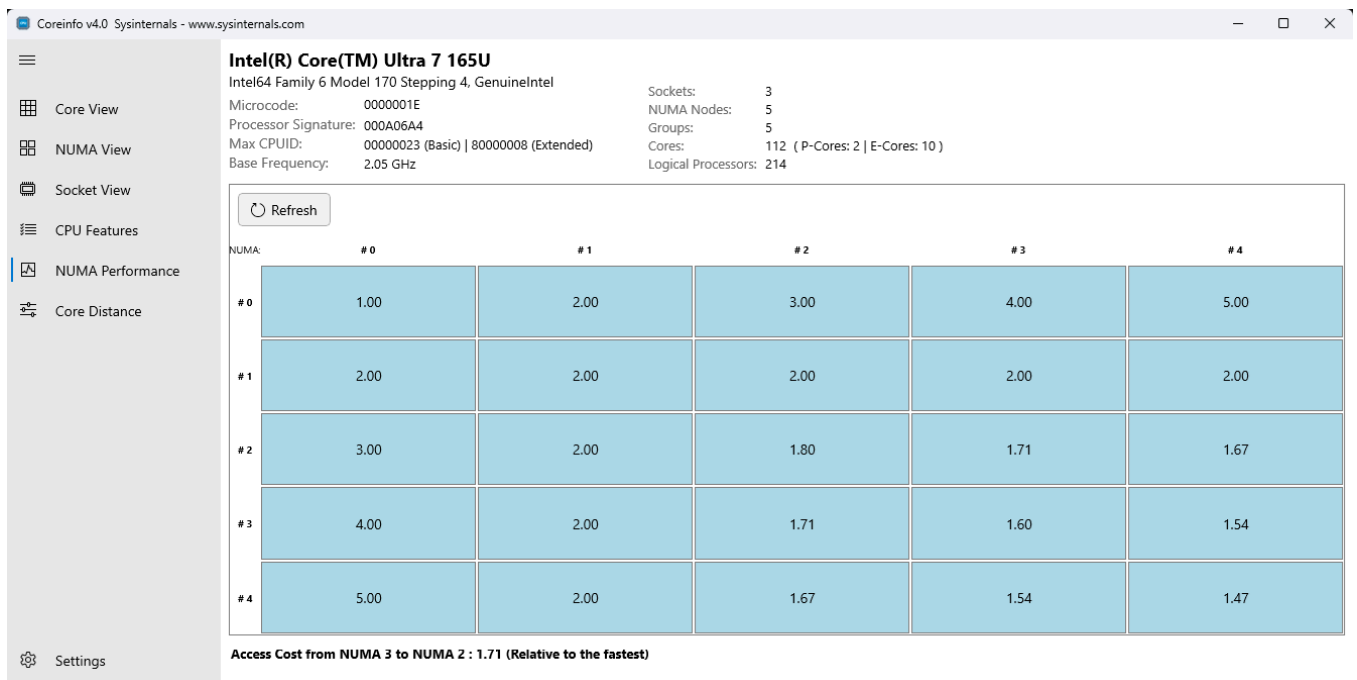 Coreinfo v4.0 Sysinternals - www.sysinternals.com
Core View
NUMA View
Socket View
CPU Features
NUMA Performance
Core Distance
Settings
Intel(R) Core(TM) Ultra 7 165U
Intel64 Family 6 Model 170 Stepping 4, GenuineIntel
Microcode: 0000001E
Processor Signature: 000A06A4
Max CPUID: 00000023 (Basic) | 80000008 (Extended)
Base Frequency: 2.05 GHz
Sockets: 3
NUMA Nodes: 5
Groups: 5
Cores: 112 ( P-Cores: 2 | E-Cores: 10 )
Logical Processors: 214
Refresh
NUMA: # 0 # 1 # 2 # 3 # 4
# 0 1.00 2.00 3.00 4.00 5.00
# 1 2.00 2.00 2.00 2.00 2.00
# 2 3.00 2.00 1.80 1.71 1.67
# 3 4.00 2.00 1.71 1.60 1.54
# 4 5.00 2.00 1.67 1.54 1.47
Access Cost from NUMA 3 to NUMA 2 : 1.71 (Relative to the fastest)